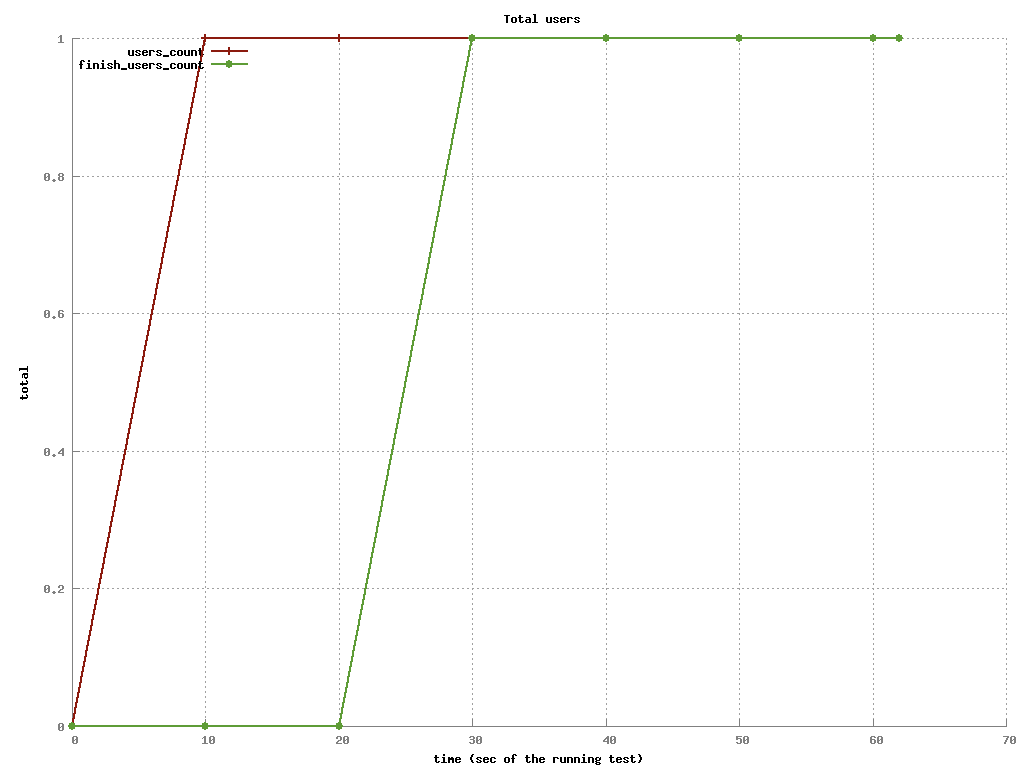 Total users
users_count
finish_users_count
1
0.8
0.6
0.4
0.2
0
total
0 10 20 30 40 50 60 70
time (sec of the running test)